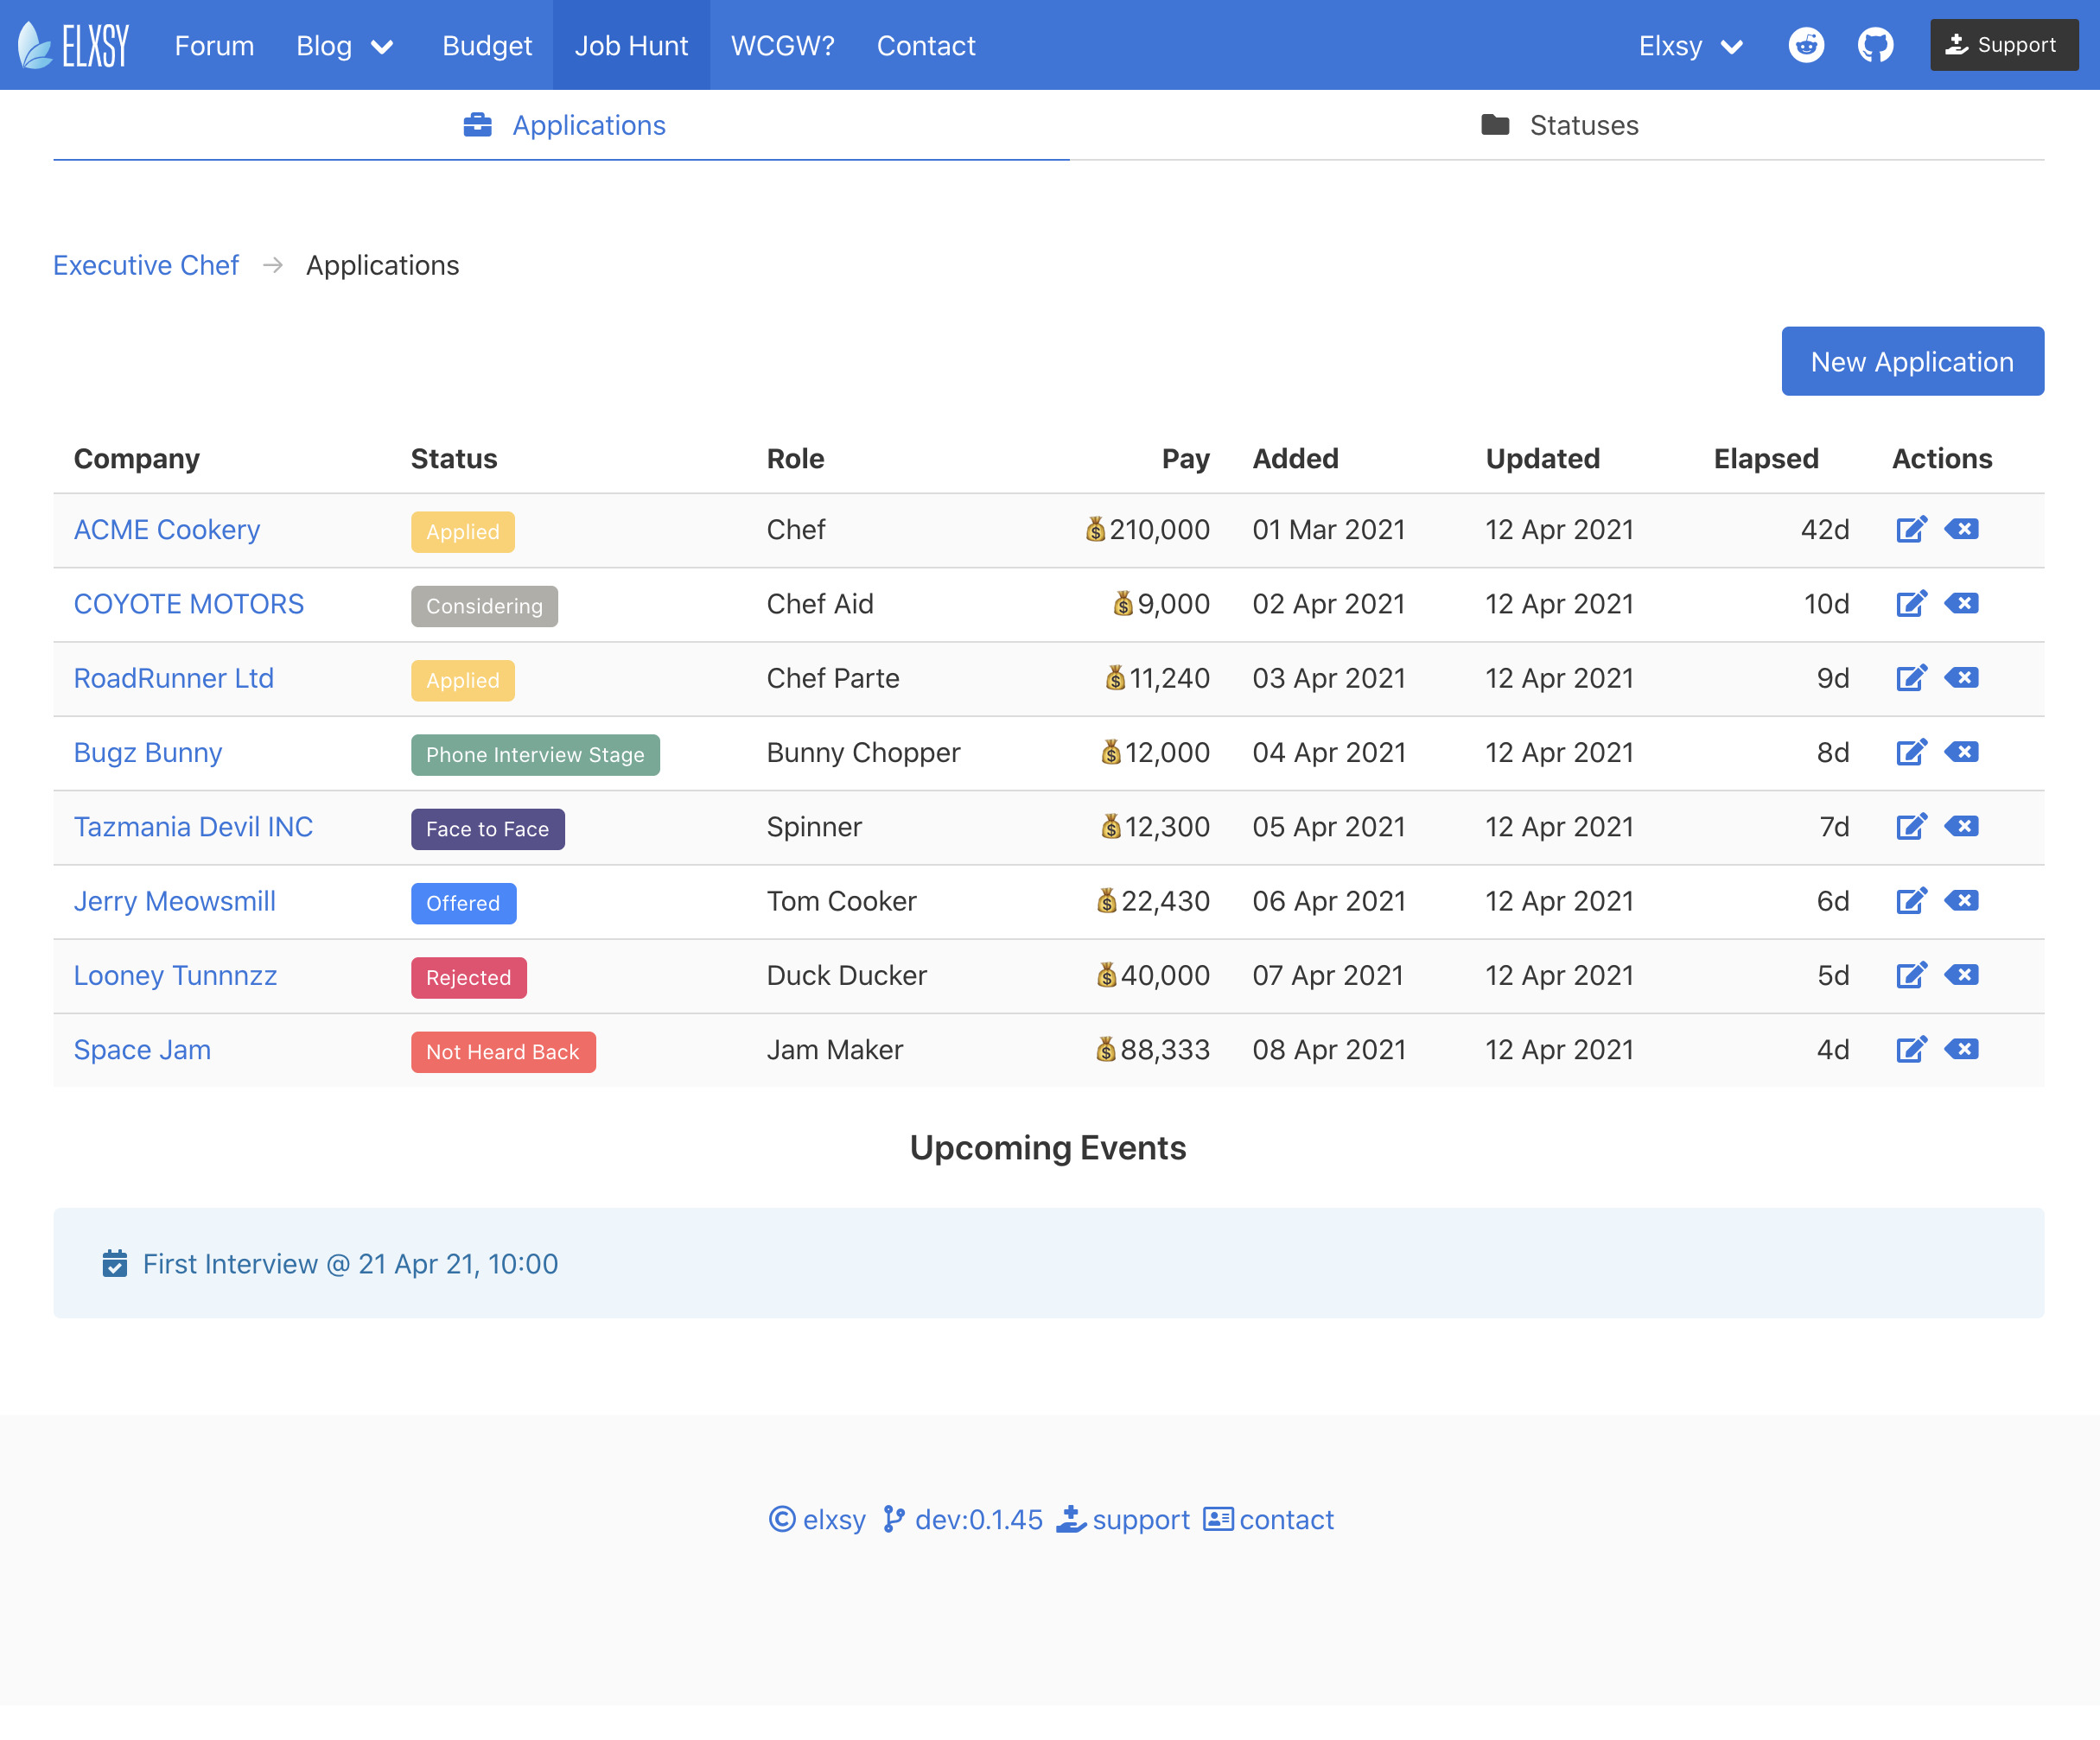 ELXSY Forum Blog Budget Job Hunt WCGW? Contact Elxsy Support
Applications Statuses
Executive Chef → Applications
New Application
Company Status Role Pay Added Updated Elapsed Actions
ACME Cookery Applied Chef 💰210,000 01 Mar 2021 12 Apr 2021 42d
COYOTE MOTORS Considering Chef Aid 💰9,000 02 Apr 2021 12 Apr 2021 10d
RoadRunner Ltd Applied Chef Parte 💰11,240 03 Apr 2021 12 Apr 2021 9d
Bugz Bunny Phone Interview Stage Bunny Chopper 💰12,000 04 Apr 2021 12 Apr 2021 8d
Tazmania Devil INC Face to Face Spinner 💰12,300 05 Apr 2021 12 Apr 2021 7d
Jerry Meowsmill Offered Tom Cooker 💰22,430 06 Apr 2021 12 Apr 2021 6d
Looney Tunnnzz Rejected Duck Ducker 💰40,000 07 Apr 2021 12 Apr 2021 5d
Space Jam Not Heard Back Jam Maker 💰88,333 08 Apr 2021 12 Apr 2021 4d
Upcoming Events
First Interview @ 21 Apr 21, 10:00
© elxsy dev:0.1.45 support contact